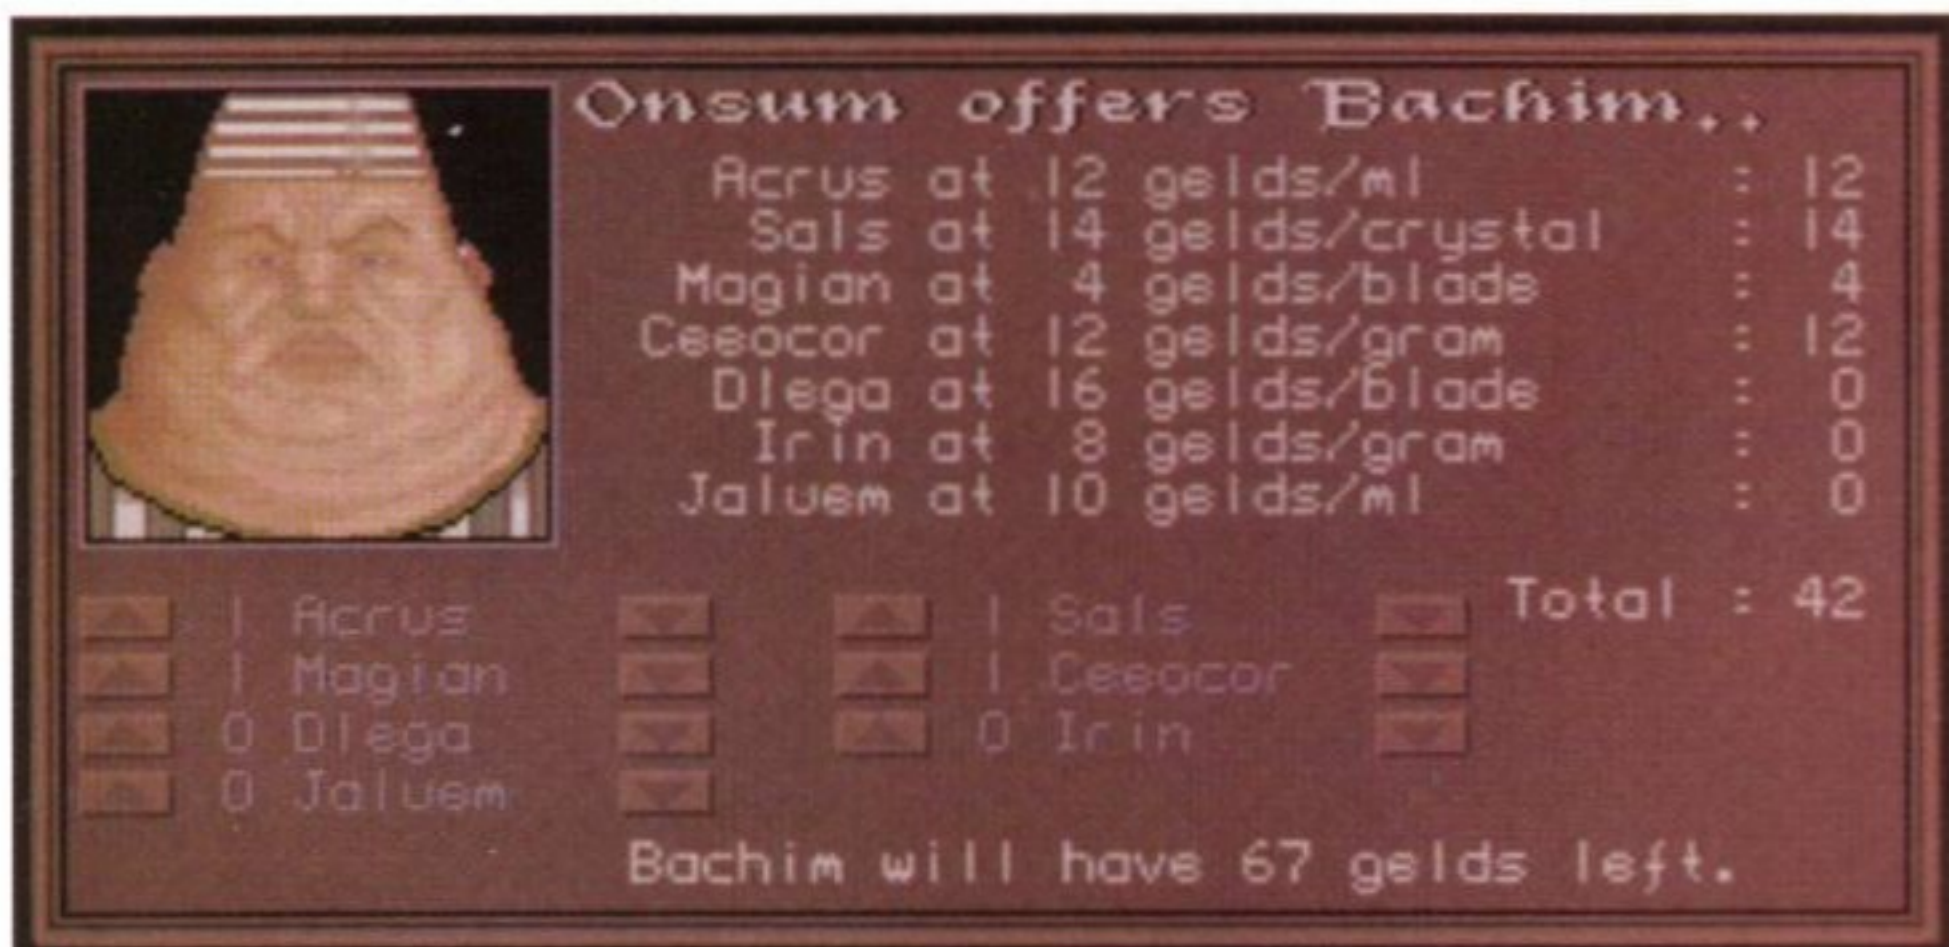 Onsum offers Bachim..
Acrus at 12 gelds/ml : 12
Sals at 14 gelds/crystal : 14
Magian at 4 gelds/blade : 4
Ceeocor at 12 gelds/gram : 12
Dlega at 16 gelds/blade : 0
Irin at 8 gelds/gram : 0
Jaluem at 10 gelds/ml : 0
Total : 42
1 Acrus 1 Sals
1 Magian 1 Ceeocor
0 Dlega 0 Irin
0 Jaluem
Bachim will have 67 gelds left.